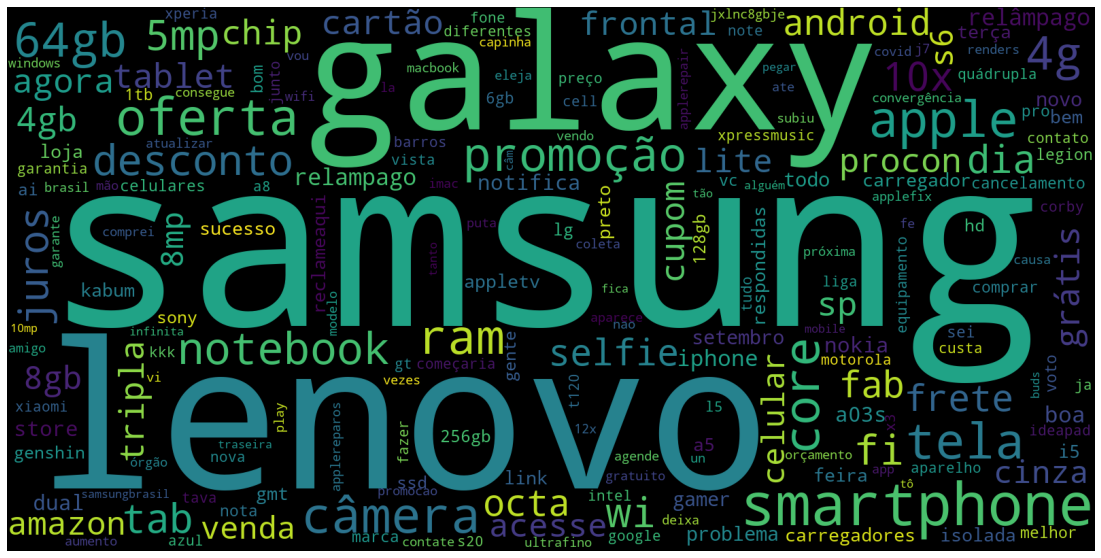 xperia
fone
diferentes
capinha
cartão
frontal
jxlnc8gbje
note
android
s6
relâmpago
terça
4g
64gb
5mp
chip
galaxy
covid
j7
renders
10x
quádrupla
windows
agora
tablet
vou
bom
junto
wifi
la
macbook
eleja
6gb
preço
cell
applerepair
pegar
ate
subiu
convergência
pro
novo
bem
1tb
consegue
4gb
oferta
vendo
xpressmusic
apple
contato
legion
atualizar
loja
garantia
desconto
barros
vista
promoção
câm
lite
tão
alguém
procon
dia
ai
brasil
mão
celulares
a8
relampago
imac
notifica
vc
todo
carregador
cancelamento
applefix
juros
garante
comprei
8mp
sucesso
reclameaqui
tanto
puta
samsung
lg
coleta
preto
cupom
128gb
tudo
respondidas
próxima
liga
fe
equipamento
hd
corby
causa
comprar
grátis
kabum
appletv
fica
sp
10mp
infinita
sony
modelo
aparece
não
setembro
mobile
nokia
sei
custa
voto
ja
amigo
kkk
notebook
ram
selfie
iphone
motorola
gt
começaria
gente
vi
vezes
lenovo
8gb
tripla
play
t120
l5
celular
core
fab
frete
buds
boa
xiaomi
store
genshin
traseira
nova
órgão
applereparos
fazer
256gb
12x
a5
un
x3
a03s
fi
tela
ideapad
i5
orçamento
app
agende
gratuito
feira
aparelho
cinza
dual
samsungbrasil
tava
promocao
gmt
ssd
link
intel
gamer
tô
smartphone
amazon
tab
nota
venda
câmera
octa
acesse
wi
deixa
problema
google
carregadores
isolada
melhor
aumento
azul
marca
contate
s20
ultrafino